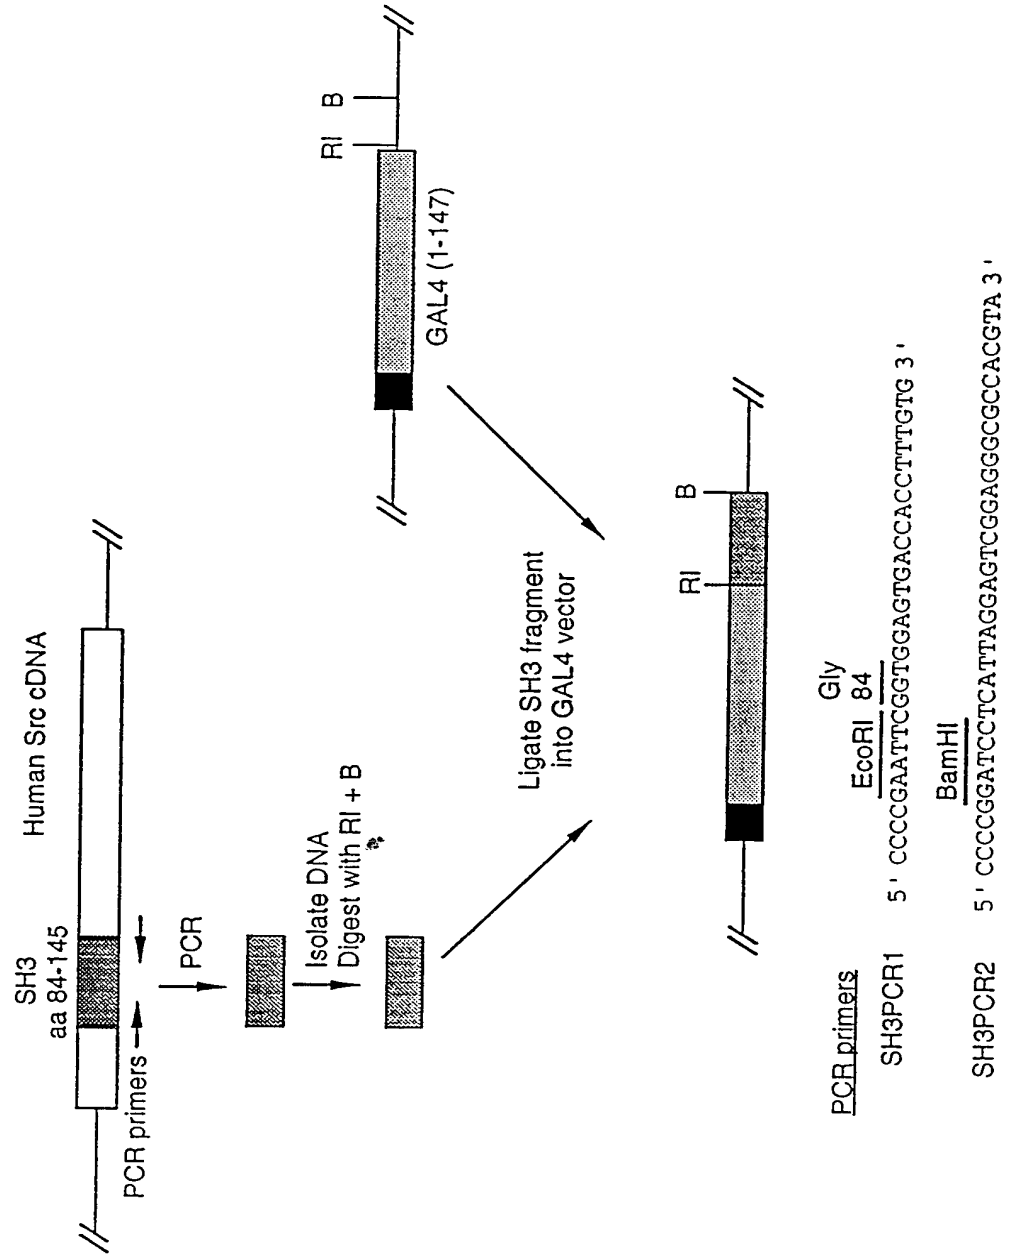 SH3
aa 84-145
Human Src cDNA
PCR primers
PCR
Isolate DNA
Digest with RI + B
RI
B
GAL4 (1-147)
Ligate SH3 fragment
into GAL4 vector
RI
B
PCR primers
EcoRI
Gly
84
SH3PCR1
5' CCCCGAATTCGGTGGAGTGACCACCTTTGTG 3'
BamHI
SH3PCR2
5' CCCCGGATCCTCATTAGGAGTCGGAGGGCGCCACGTA 3'